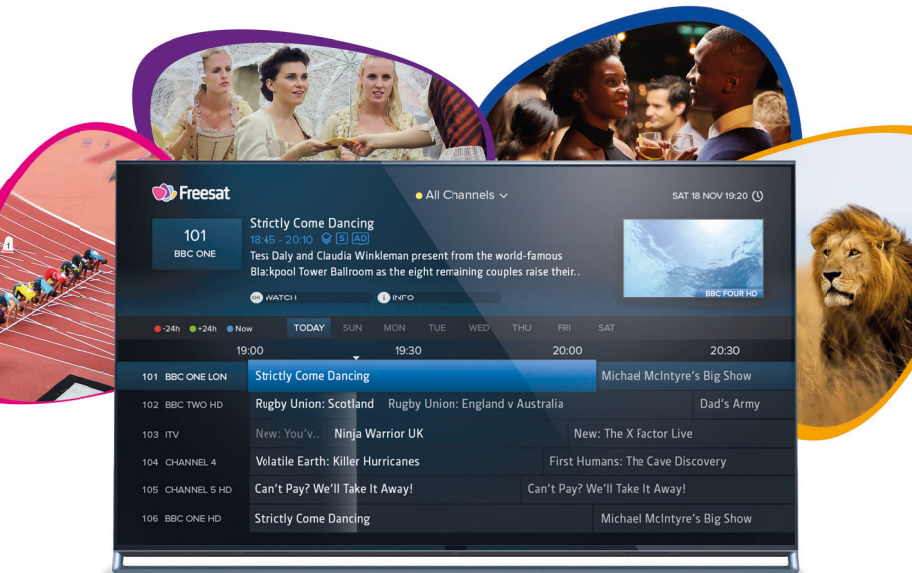 Freesat
All Channels
SAT 18 NOV 19:20
101
BBC ONE
Strictly Come Dancing
18:45 - 20:10 S AD
Tess Daly and Claudia Winkleman present from the world-famous
Blackpool Tower Ballroom as the eight remaining couples raise their..
OK WATCH
i INFO
BBC FOUR HD
-24h +24h Now
TODAY SUN MON TUE WED THU FRI SAT
19:00 19:30 20:00 20:30
101 BBC ONE LON Strictly Come Dancing Michael McIntyre's Big Show
102 BBC TWO HD Rugby Union: Scotland Rugby Union: England v Australia Dad's Army
103 ITV New: You'v.. Ninja Warrior UK New: The X Factor Live
104 CHANNEL 4 Volatile Earth: Killer Hurricanes First Humans: The Cave Discovery
105 CHANNEL 5 HD Can't Pay? We'll Take It Away! Can't Pay? We'll Take It Away!
106 BBC ONE HD Strictly Come Dancing Michael McIntyre's Big Show
1